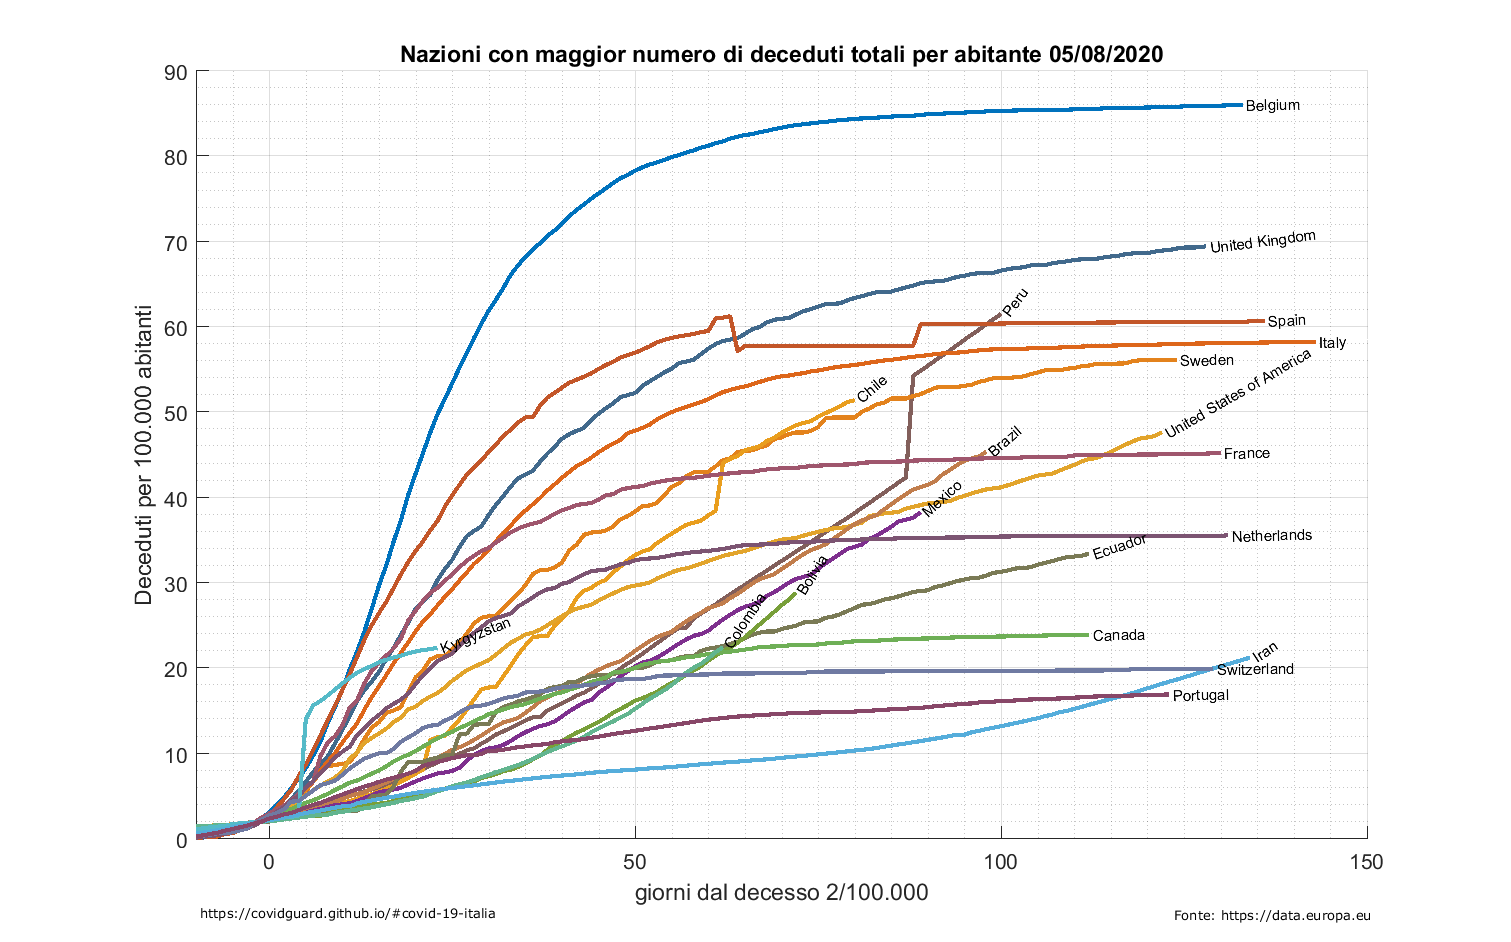 Nazioni con maggior numero di deceduti totali per abitante 05/08/2020
90
80
70
60
50
40
30
20
10
0
Deceduti per 100.000 abitanti
Belgium
United Kingdom
Peru
Spain
Italy
Sweden
United States of America
Chile
Brazil
France
Mexico
Netherlands
Ecuador
Bolivia
Colombia
Kyrgyzstan
Canada
Iran
Switzerland
Portugal
0
50
100
150
giorni dal decesso 2/100.000
https://covidguard.github.io/#covid-19-italia
Fonte: https://data.europa.eu